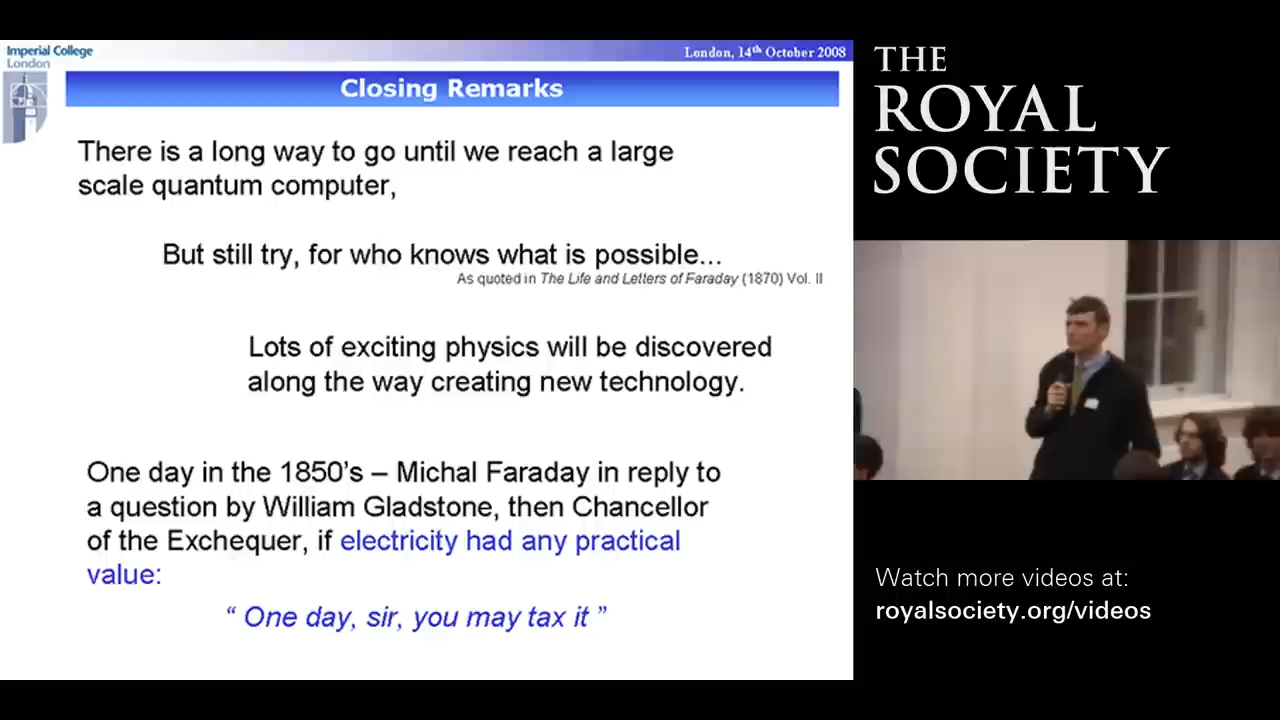 Imperial College
London
London, 14th October 2008
Closing Remarks
There is a long way to go until we reach a large
scale quantum computer,
But still try, for who knows what is possible...
As quoted in The Life and Letters of Faraday (1870) Vol. II
Lots of exciting physics will be discovered
along the way creating new technology.
One day in the 1850's – Michal Faraday in reply to
a question by William Gladstone, then Chancellor
of the Exchequer, if electricity had any practical
value:
“ One day, sir, you may tax it ”
THE
ROYAL
SOCIETY
Watch more videos at:
royalsociety.org/videos